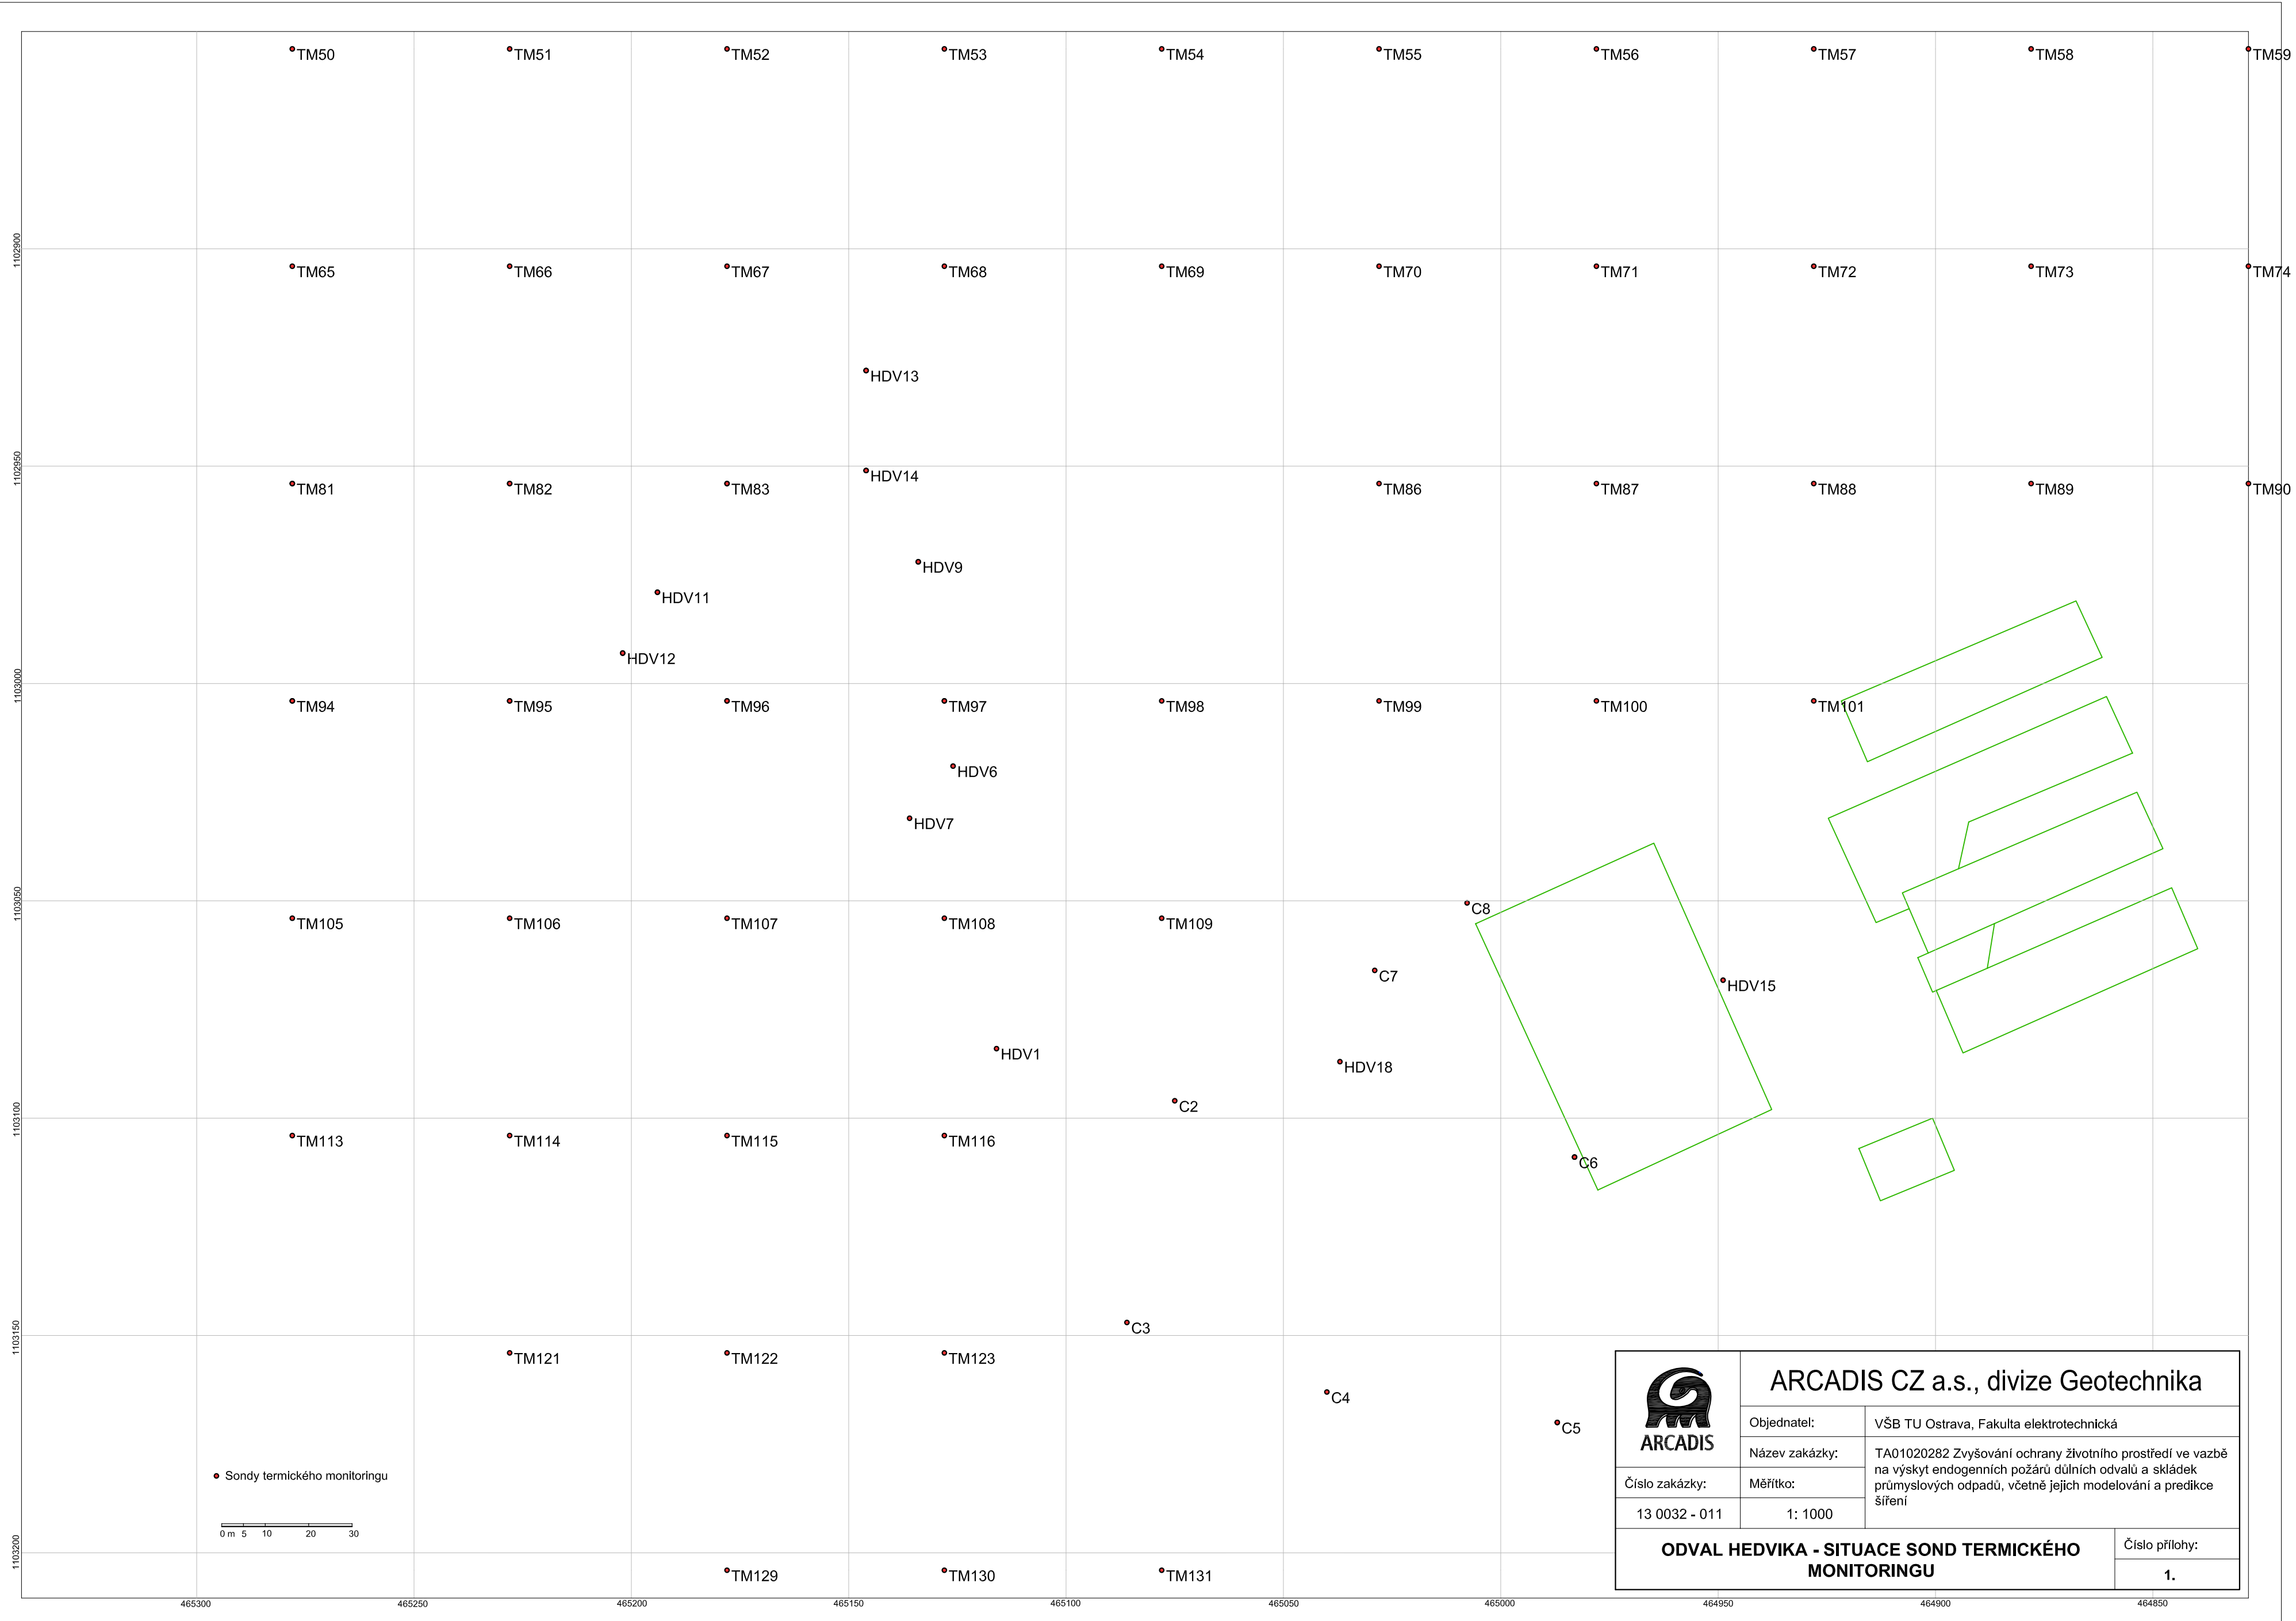 TM50 TM51 TM52 TM53 TM54 TM55 TM56 TM57 TM58 TM59
1102900
TM65 TM66 TM67 TM68 TM69 TM70 TM71 TM72 TM73 TM74
HDV13
1102950
HDV14
TM81 TM82 TM83 TM86 TM87 TM88 TM89 TM90
HDV9
HDV11
HDV12
1103000
TM94 TM95 TM96 TM97 TM98 TM99 TM100 TM101
HDV6
HDV7
1103050
C8
TM105 TM106 TM107 TM108 TM109
C7
HDV15
HDV1
HDV18
C2
1103100
TM113 TM114 TM115 TM116
C6
C3
1103150
TM121 TM122 TM123
C4
C5
Sondy termického monitoringu
0 m 5 10 20 30
1103200
TM129 TM130 TM131
465300 465250 465200 465150 465100 465050 465000 464950 464900 464850
ARCADIS
ARCADIS CZ a.s., divize Geotechnika
Objednatel:
VŠB TU Ostrava, Fakulta elektrotechnická
Název zakázky:
TA01020282 Zvyšování ochrany životního prostředí ve vazbě
na výskyt endogenních požárů důlních odvalů a skládek
průmyslových odpadů, včetně jejich modelování a predikce
šíření
Číslo zakázky:
Měřítko:
13 0032 - 011
1: 1000
ODVAL HEDVIKA - SITUACE SOND TERMICKÉHO
MONITORINGU
Číslo přílohy:
1.